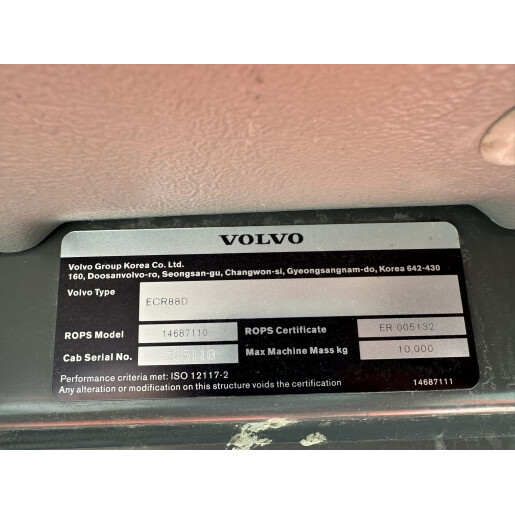 VOLVO
Volvo Group Korea Co. Ltd.
160, Doosanvolvo-ro, Seongsan-gu, Changwon-si, Gyeongsangnam-do, Korea 642-430
Volvo Type ECR88D
ROPS Model 14687110 ROPS Certificate ER-005132
Cab Serial No. Max Machine Mass kg 10,000
Performance criteria met: ISO 12117-2
Any alteration or modification on this structure voids the certification 14687111